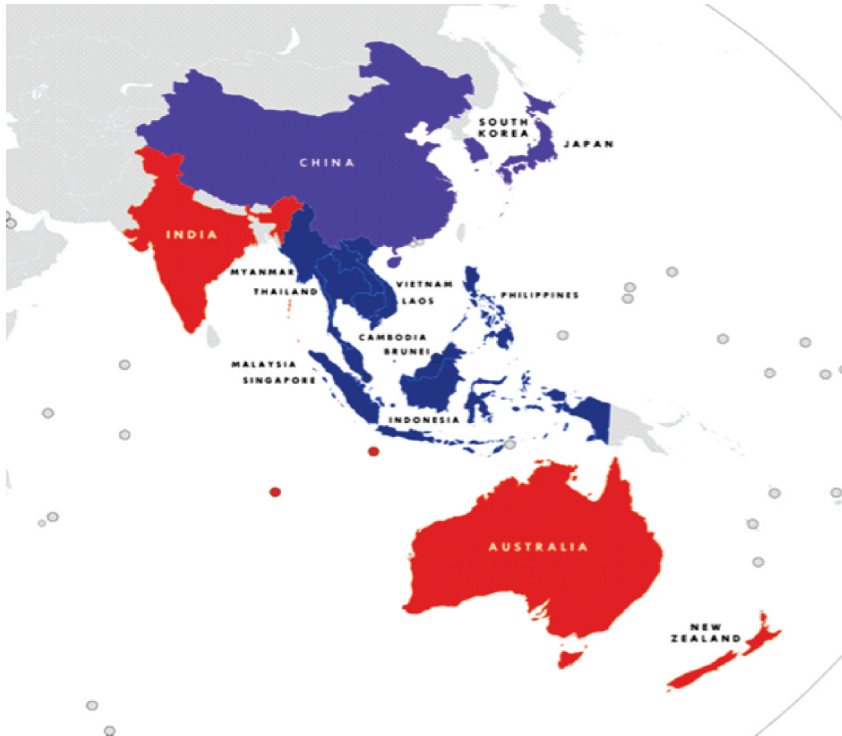 SOUTH
KOREA
JAPAN
CHINA
INDIA
MYANMAR
THAILAND
VIETNAM
LAOS
PHILIPPINES
CAMBODIA
BRUNEI
MALAYSIA
SINGAPORE
INDONESIA
AUSTRALIA
NEW
ZEALAND